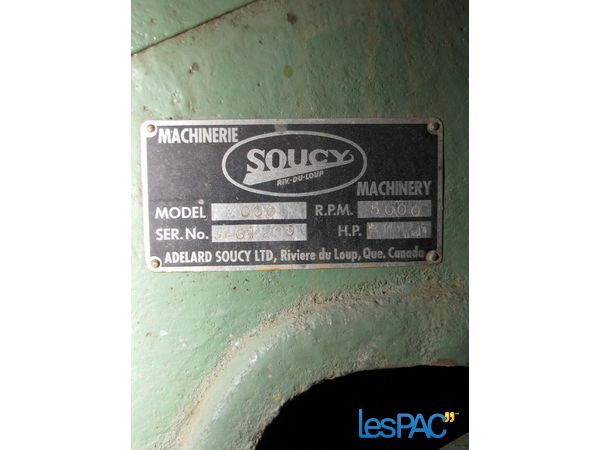 MACHINERIE
SOUCY
RIV.-DU-LOUP
MACHINERY
MODEL R.P.M.
SER. No. H.P.
ADELARD SOUCY LTD, Riviere du Loup, Que. Canada
lesPAC